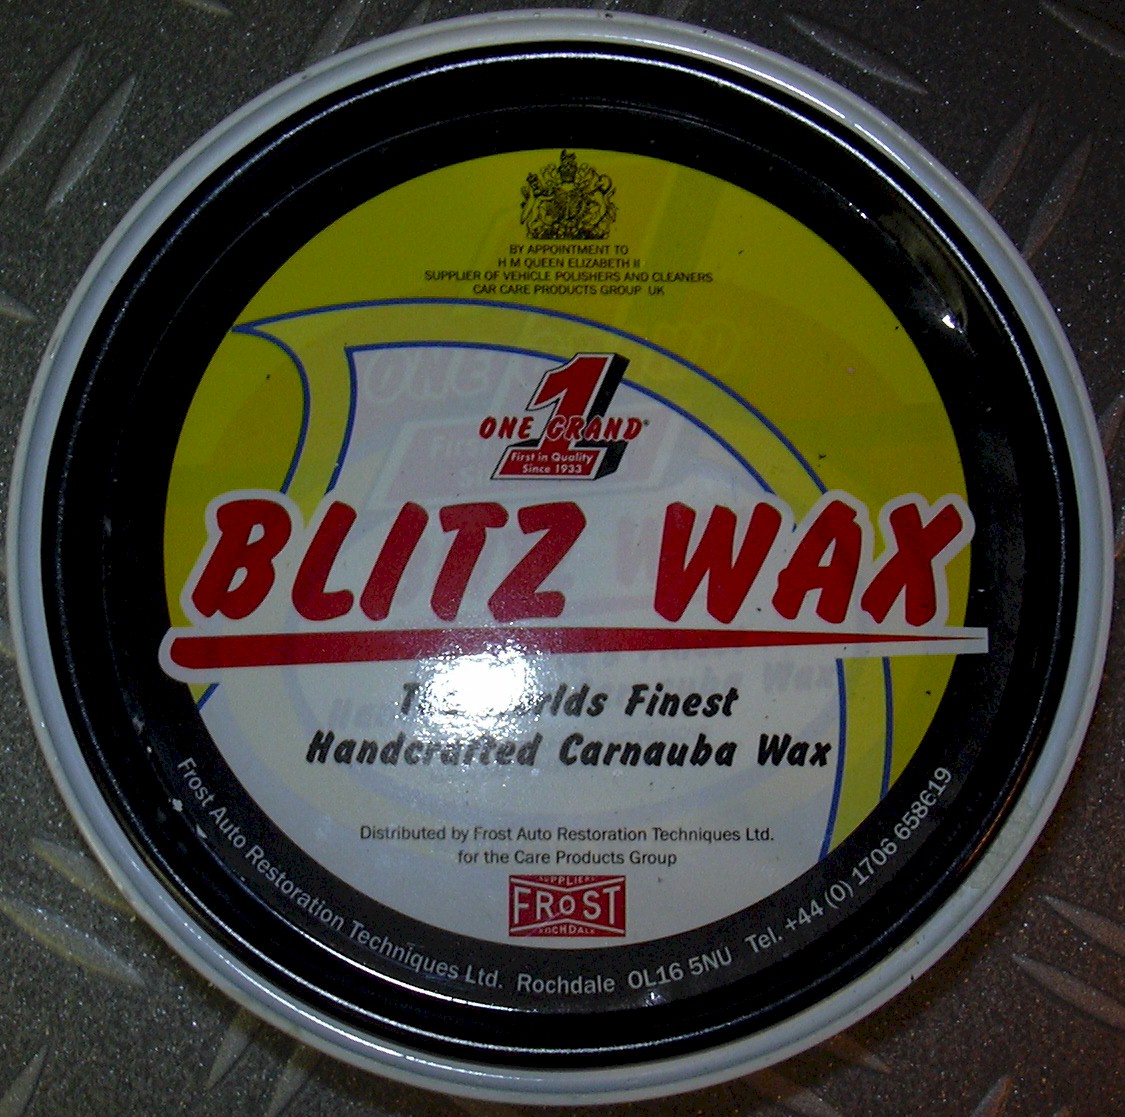 BY APPOINTMENT TO
H M QUEEN ELIZABETH II
SUPPLIER OF VEHICLE POLISHERS AND CLEANERS
CAR CARE PRODUCTS GROUP UK
1
ONE GRAND®
First in Quality
Since 1933
BLITZ WAX
The Worlds Finest
Handcrafted Carnauba Wax
Distributed by Frost Auto Restoration Techniques Ltd.
for the Care Products Group
SUPPLIER
FROST
ROCHDALE
Frost Auto Restoration Techniques Ltd. Rochdale OL16 5NU Tel. +44 (0) 1706 658619